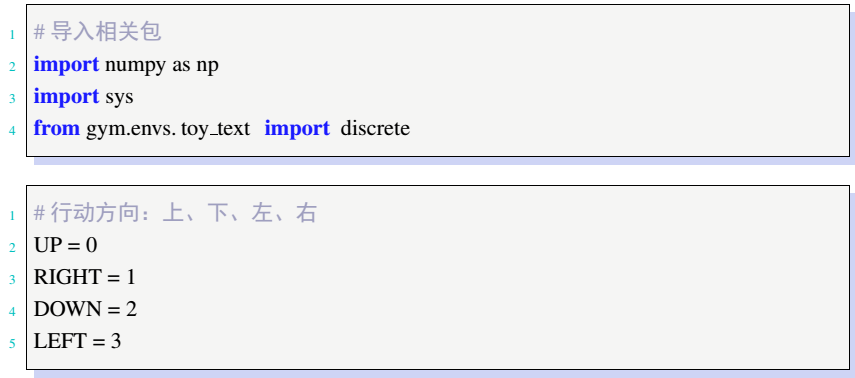 1 # 导入相关包
2 import numpy as np
3 import sys
4 from gym.envs. toy_text import discrete
1 # 行动方向：上、下、左、右
2 UP = 0
3 RIGHT = 1
4 DOWN = 2
5 LEFT = 3